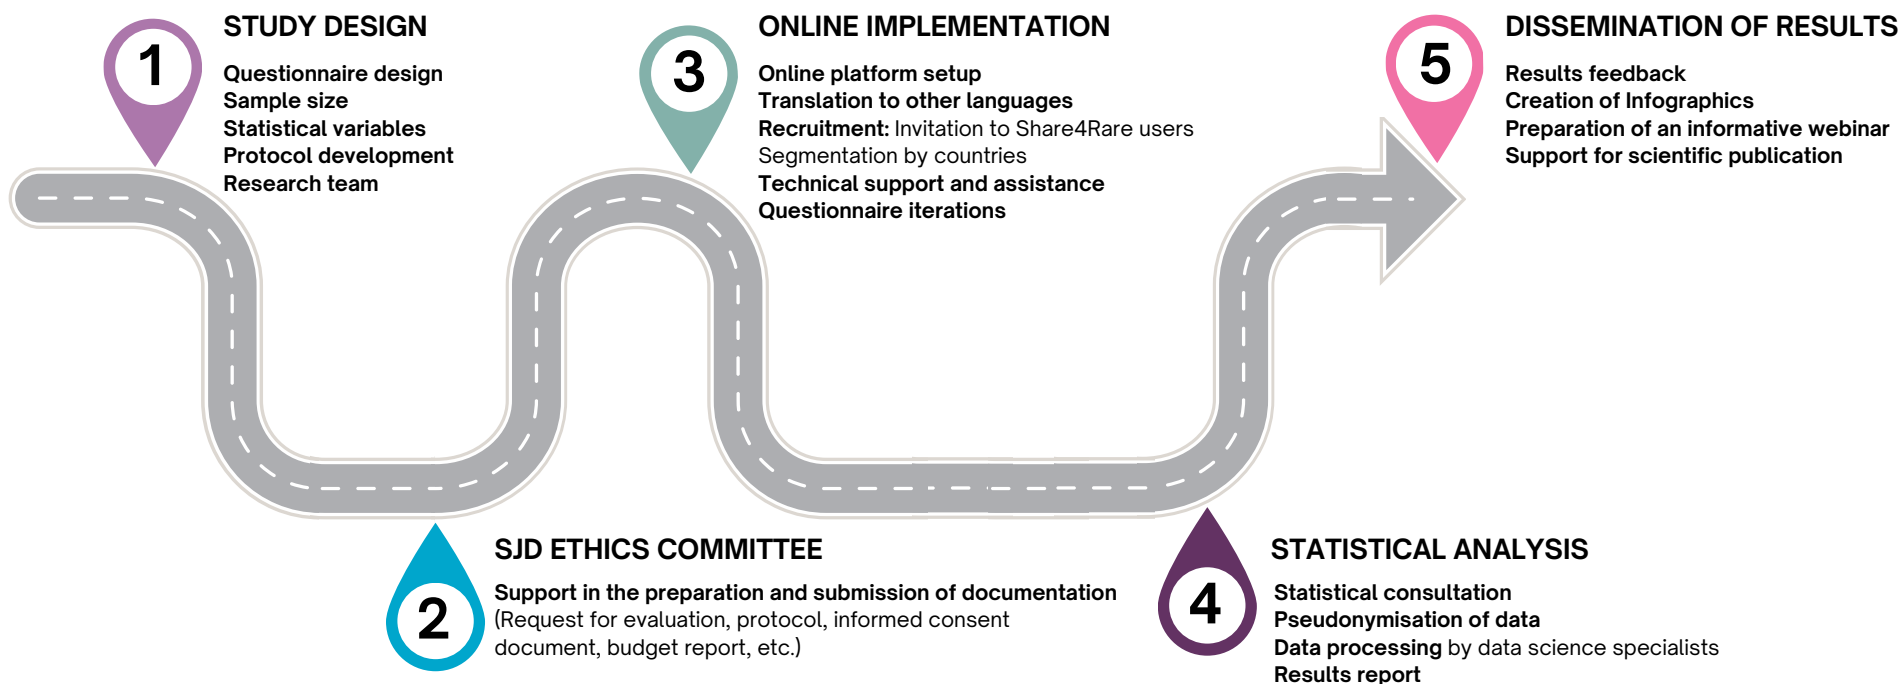 1
STUDY DESIGN
Questionnaire design
Sample size
Statistical variables
Protocol development
Research team
2
SJD ETHICS COMMITTEE
Support in the preparation and submission of documentation
(Request for evaluation, protocol, informed consent
document, budget report, etc.)
3
ONLINE IMPLEMENTATION
Online platform setup
Translation to other languages
Recruitment: Invitation to Share4Rare users
Segmentation by countries
Technical support and assistance
Questionnaire iterations
4
STATISTICAL ANALYSIS
Statistical consultation
Pseudonymisation of data
Data processing by data science specialists
Results report
5
DISSEMINATION OF RESULTS
Results feedback
Creation of Infographics
Preparation of an informative webinar
Support for scientific publication